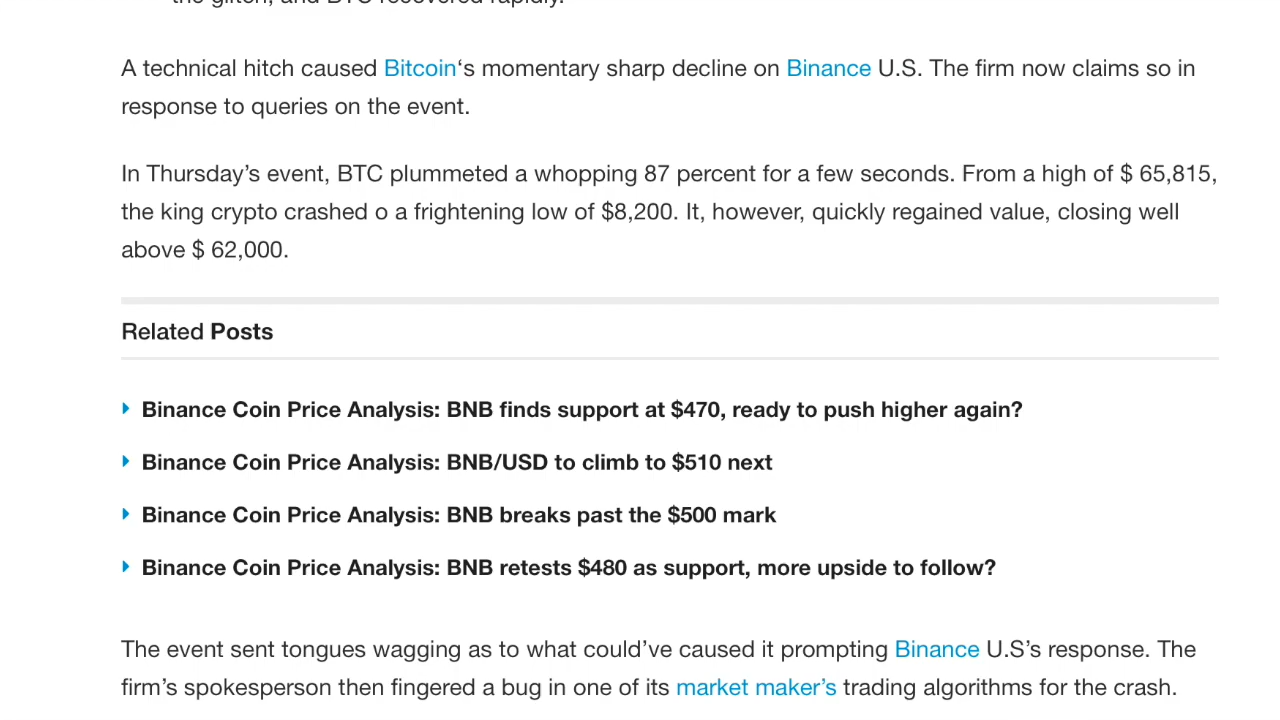 the glitch, and BTC recovered rapidly.
A technical hitch caused Bitcoin‘s momentary sharp decline on Binance U.S. The firm now claims so in
response to queries on the event.
In Thursday’s event, BTC plummeted a whopping 87 percent for a few seconds. From a high of $ 65,815,
the king crypto crashed o a frightening low of $8,200. It, however, quickly regained value, closing well
above $ 62,000.
Related Posts
Binance Coin Price Analysis: BNB finds support at $470, ready to push higher again?
Binance Coin Price Analysis: BNB/USD to climb to $510 next
Binance Coin Price Analysis: BNB breaks past the $500 mark
Binance Coin Price Analysis: BNB retests $480 as support, more upside to follow?
The event sent tongues wagging as to what could’ve caused it prompting Binance U.S’s response. The
firm’s spokesperson then fingered a bug in one of its market maker’s trading algorithms for the crash.